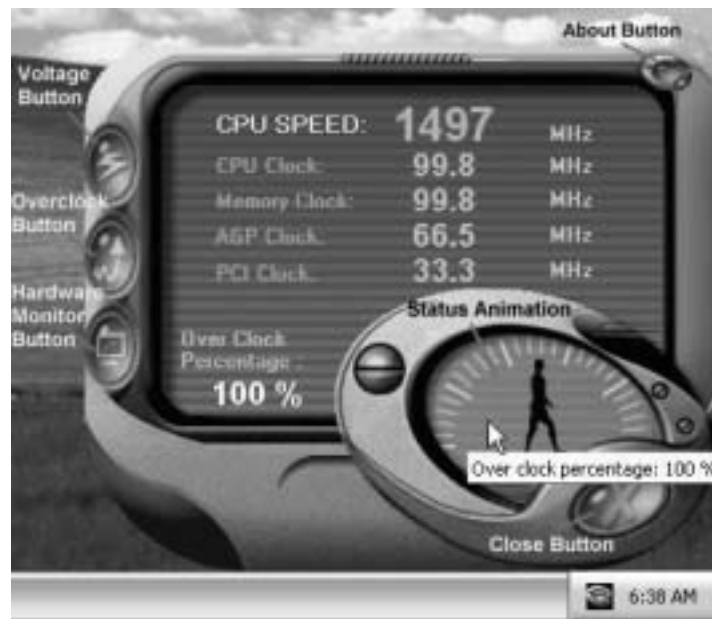 About Button
Voltage
Button
CPU SPEED: 1497 MHz
CPU Clock: 99.8 MHz
Memory Clock: 99.8 MHz
Overclock
Button
AGP Clock: 66.5 MHz
PCI Clock: 33.3 MHz
Hardware
Monitor
Button
Status Animation
Over Clock
Percentage :
100 %
Over clock percentage: 100 %
Close Button
6:38 AM